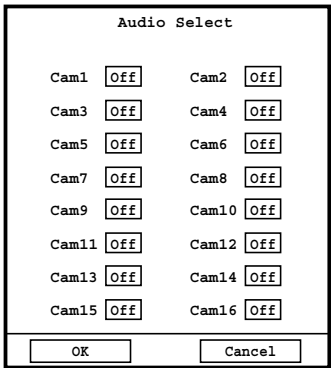 Audio Select
Cam1 Off Cam2 Off
Cam3 Off Cam4 Off
Cam5 Off Cam6 Off
Cam7 Off Cam8 Off
Cam9 Off Cam10 Off
Cam11 Off Cam12 Off
Cam13 Off Cam14 Off
Cam15 Off Cam16 Off
OK Cancel